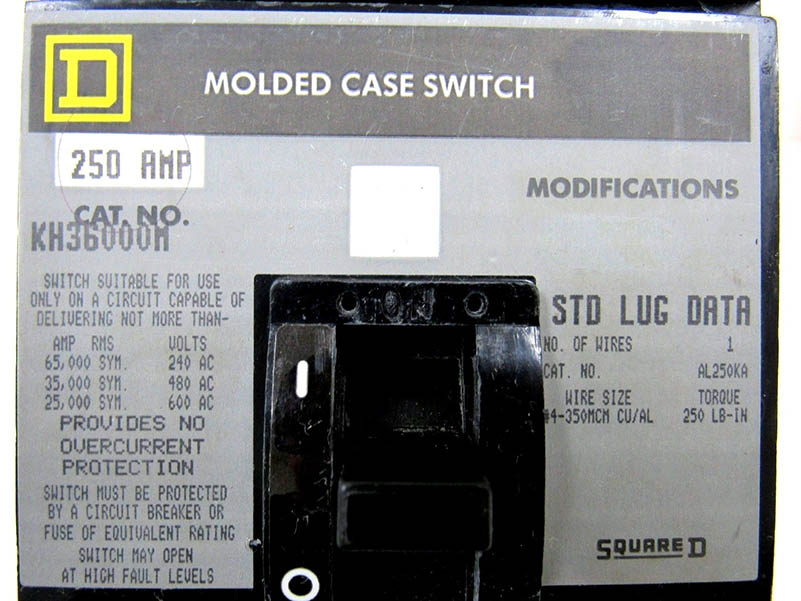 D
MOLDED CASE SWITCH
250 AMP
CAT. NO.
KH36000M
SWITCH SUITABLE FOR USE
ONLY ON A CIRCUIT CAPABLE OF
DELIVERING NOT MORE THAN-
AMP RMS VOLTS
65,000 SYM. 240 AC
35,000 SYM. 480 AC
25,000 SYM. 600 AC
PROVIDES NO
OVERCURRENT
PROTECTION
SWITCH MUST BE PROTECTED
BY A CIRCUIT BREAKER OR
FUSE OF EQUIVALENT RATING
SWITCH MAY OPEN
AT HIGH FAULT LEVELS
ON
I
O
MODIFICATIONS
STD LUG DATA
NO. OF WIRES 1
CAT. NO. AL250KA
WIRE SIZE TORQUE
#4-350MCM CU/AL 250 LB-IN
SQUARE D